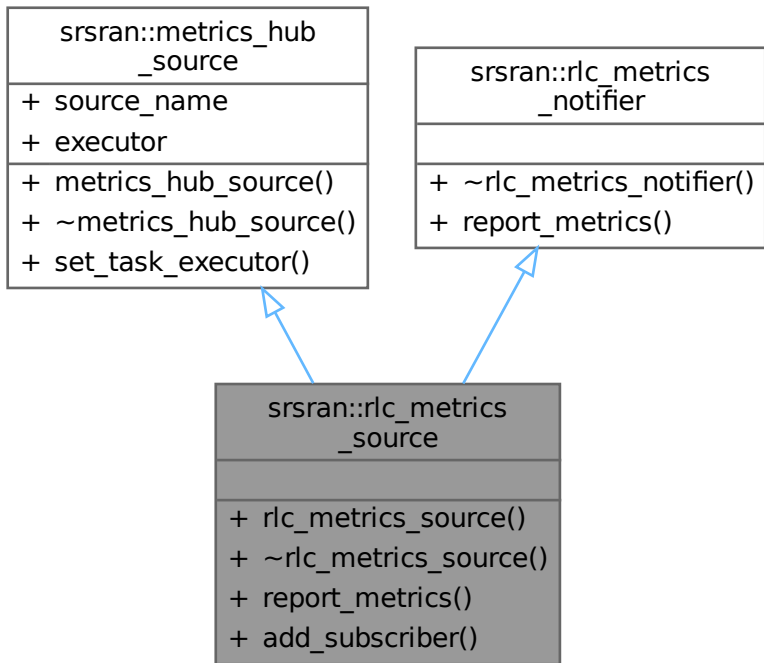 srsran::metrics_hub
_source
+ source_name
+ executor
+ metrics_hub_source()
+ ~metrics_hub_source()
+ set_task_executor()
srsran::rlc_metrics
_notifier
+ ~rlc_metrics_notifier()
+ report_metrics()
srsran::rlc_metrics
_source
+ rlc_metrics_source()
+ ~rlc_metrics_source()
+ report_metrics()
+ add_subscriber()